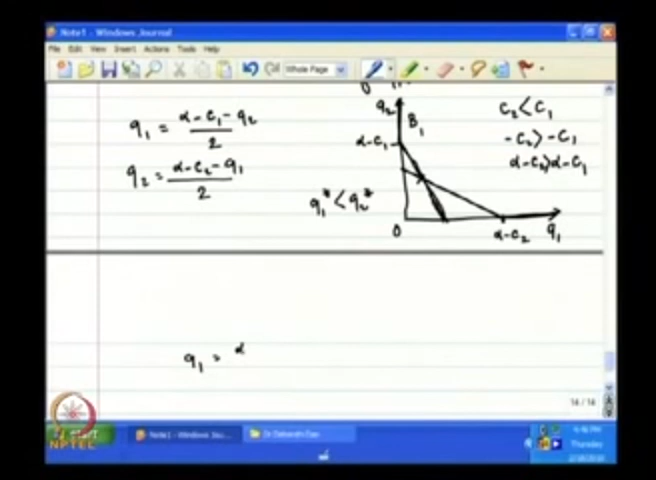 Note1 - Windows Journal
File Edit View Insert Actions Tools Help
Whole Page
q₁ = (α-c₁-q₂)/2
q₂ = (α-c₂-q₁)/2
q₁* < q₂*
q₂
B₁
α-c₁
0
α-c₂
q₁
c₂ < c₁
-c₂ > -c₁
α-c₂ > α-c₁
q₁ = α
14 / 14
start
Note1 - Windows Jou...
Dr Debarshi Das
Thursday
NPTEL